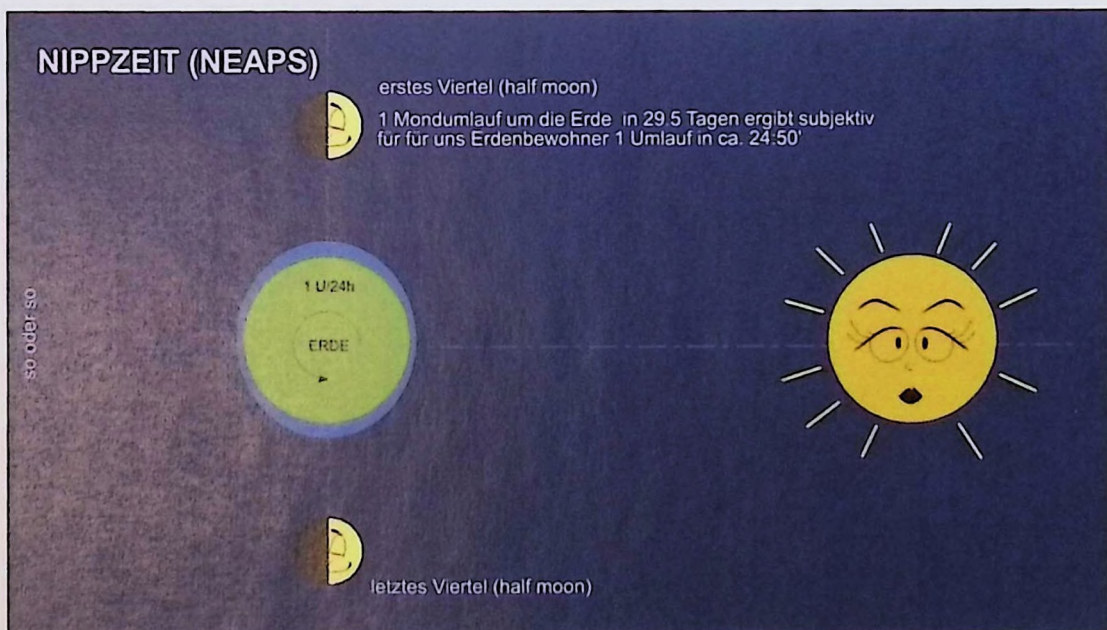 NIPPZEIT (NEAPS)
erstes Viertel (half moon)
1 Mondumlauf um die Erde in 29.5 Tagen ergibt subjektiv
für für uns Erdenbewohner 1 Umlauf in ca. 24:50'
1 U/24h
ERDE
so oder so
letztes Viertel (half moon)